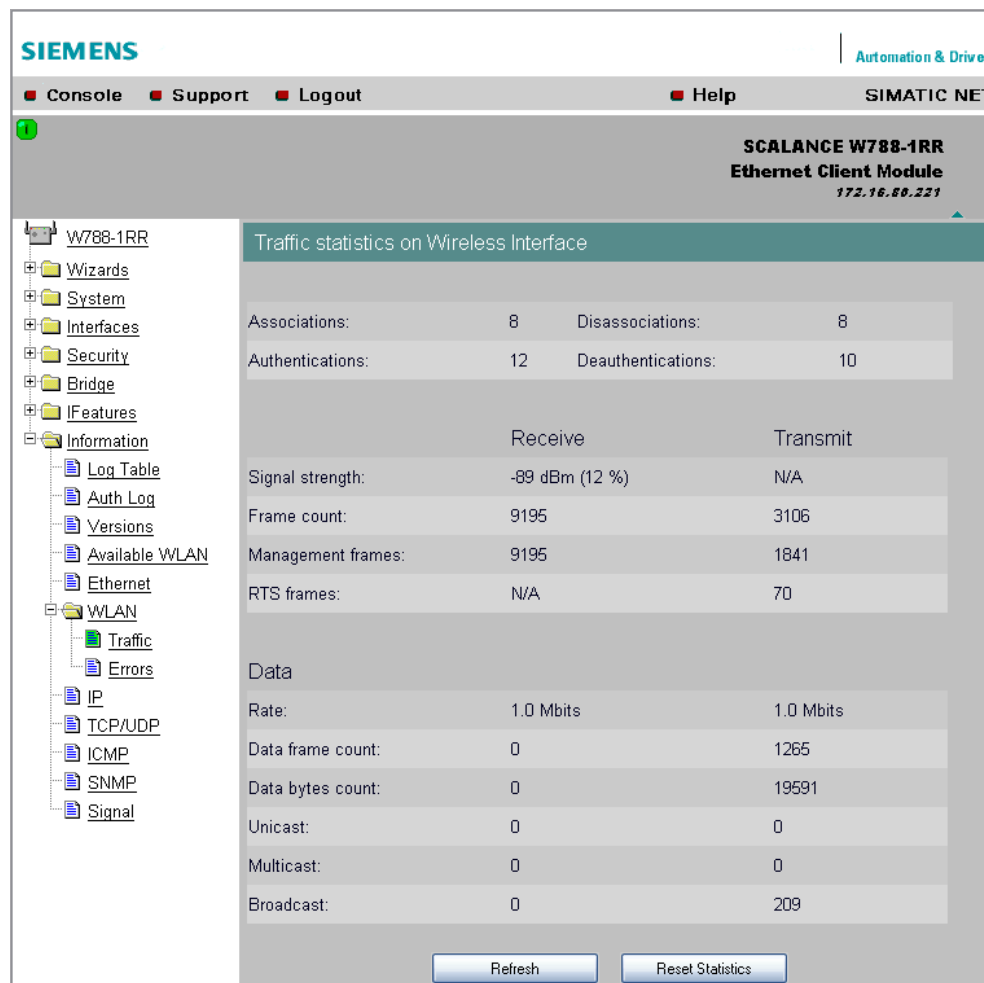 SIEMENS
Automation & Drive
Console Support Logout Help SIMATIC NET
SCALANCE W788-1RR
Ethernet Client Module
172.16.80.221
W788-1RR
Wizards
System
Interfaces
Security
Bridge
IFeatures
Information
Log Table
Auth Log
Versions
Available WLAN
Ethernet
WLAN
Traffic
Errors
IP
TCP/UDP
ICMP
SNMP
Signal
Traffic statistics on Wireless Interface
Associations: 8 Disassociations: 8
Authentications: 12 Deauthentications: 10
Receive Transmit
Signal strength: -89 dBm (12 %) N/A
Frame count: 9195 3106
Management frames: 9195 1841
RTS frames: N/A 70
Data
Rate: 1.0 Mbits 1.0 Mbits
Data frame count: 0 1265
Data bytes count: 0 19591
Unicast: 0 0
Multicast: 0 0
Broadcast: 0 209
Refresh Reset Statistics